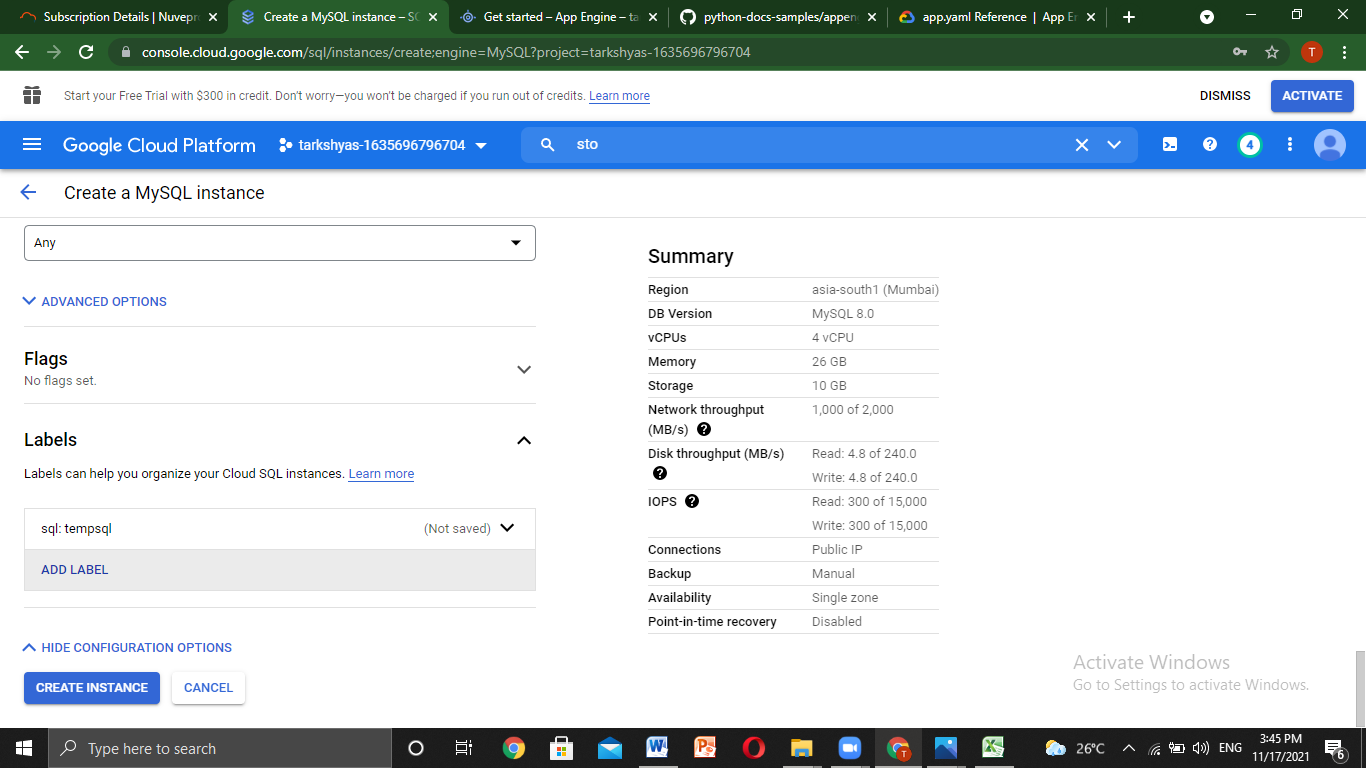 Subscription Details | Nuvepr
Create a MySQL instance – SQ
Get started – App Engine – ta
python-docs-samples/appen
app.yaml Reference | App En
console.cloud.google.com/sql/instances/create;engine=MySQL?project=tarkshyas-1635696796704
T
Start your Free Trial with $300 in credit. Don't worry—you won't be charged if you run out of credits. Learn more
DISMISS
ACTIVATE
Google Cloud Platform
tarkshyas-1635696796704
sto
4
Create a MySQL instance
Any
ADVANCED OPTIONS
Flags
No flags set.
Labels
Labels can help you organize your Cloud SQL instances. Learn more
sql: tempsql (Not saved)
ADD LABEL
HIDE CONFIGURATION OPTIONS
CREATE INSTANCE
CANCEL
Summary
Region asia-south1 (Mumbai)
DB Version MySQL 8.0
vCPUs 4 vCPU
Memory 26 GB
Storage 10 GB
Network throughput 1,000 of 2,000
(MB/s)
Disk throughput (MB/s) Read: 4.8 of 240.0
Write: 4.8 of 240.0
IOPS Read: 300 of 15,000
Write: 300 of 15,000
Connections Public IP
Backup Manual
Availability Single zone
Point-in-time recovery Disabled
Activate Windows
Go to Settings to activate Windows.
Type here to search
26°C
ENG
3:45 PM
11/17/2021
6